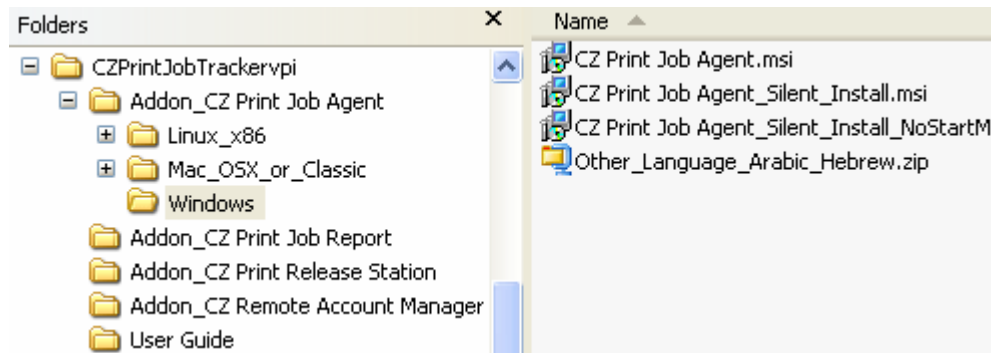 Folders
CZPrintJobTrackervpi
Addon_CZ Print Job Agent
Linux_x86
Mac_OSX_or_Classic
Windows
Addon_CZ Print Job Report
Addon_CZ Print Release Station
Addon_CZ Remote Account Manager
User Guide
Name
CZ Print Job Agent.msi
CZ Print Job Agent_Silent_Install.msi
CZ Print Job Agent_Silent_Install_NoStartM
Other_Language_Arabic_Hebrew.zip